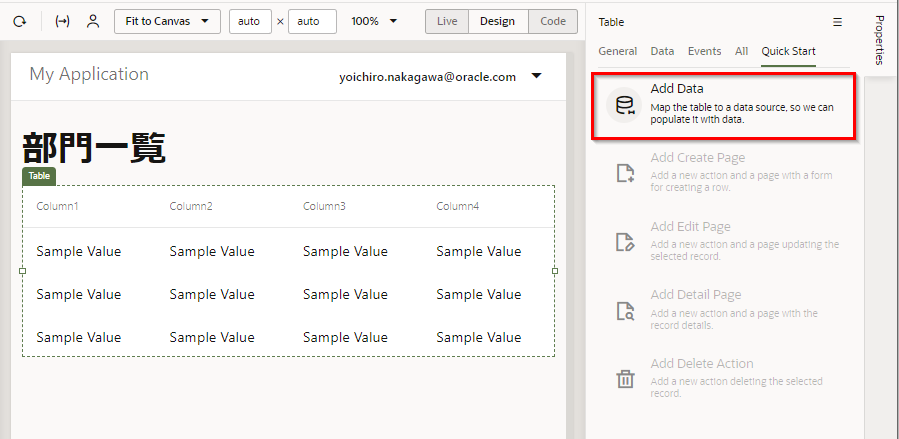 Fit to Canvas auto × auto 100% Live Design Code
Table
General Data Events All Quick Start
Properties
My Application yoichiro.nakagawa@oracle.com
部門一覧
Table
Column1 Column2 Column3 Column4
Sample Value Sample Value Sample Value Sample Value
Sample Value Sample Value Sample Value Sample Value
Sample Value Sample Value Sample Value Sample Value
Add Data
Map the table to a data source, so we can
populate it with data.
Add Create Page
Add a new action and a page with a form
for creating a row.
Add Edit Page
Add a new action and a page updating the
selected record.
Add Detail Page
Add a new action and a page with the
record details.
Add Delete Action
Add a new action deleting the selected
record.